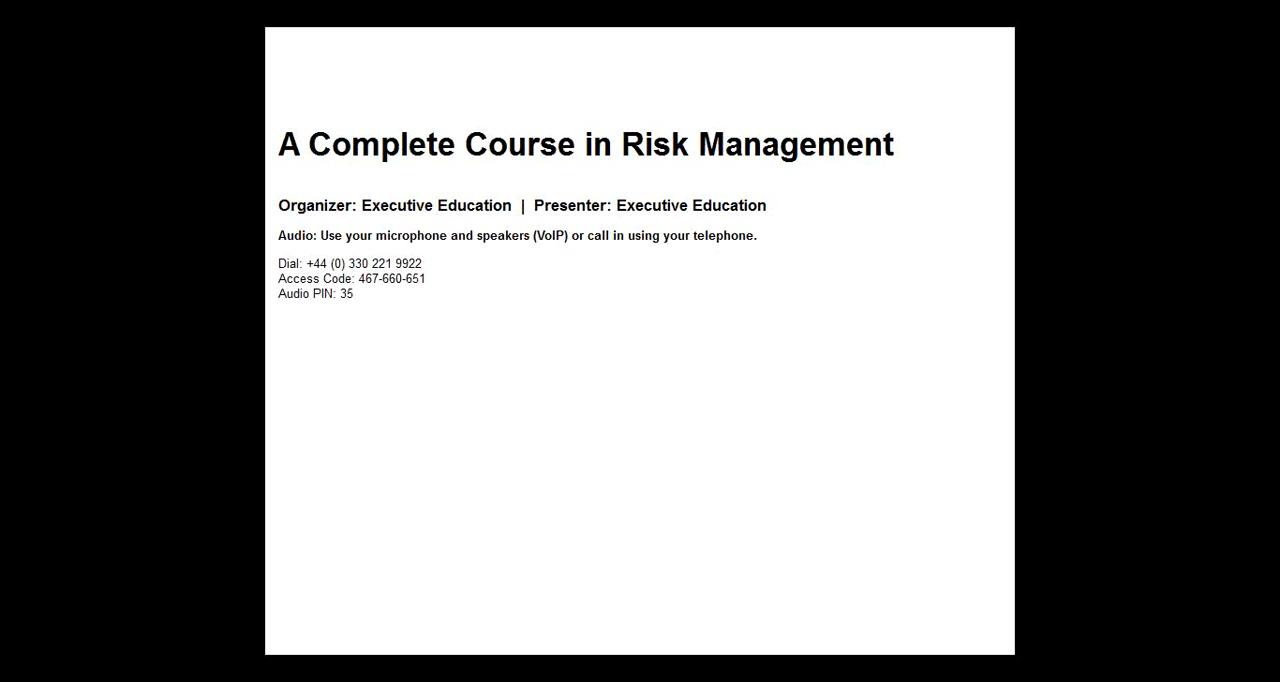 A Complete Course in Risk Management
Organizer: Executive Education | Presenter: Executive Education
Audio: Use your microphone and speakers (VoIP) or call in using your telephone.
Dial: +44 (0) 330 221 9922
Access Code: 467-660-651
Audio PIN: 35